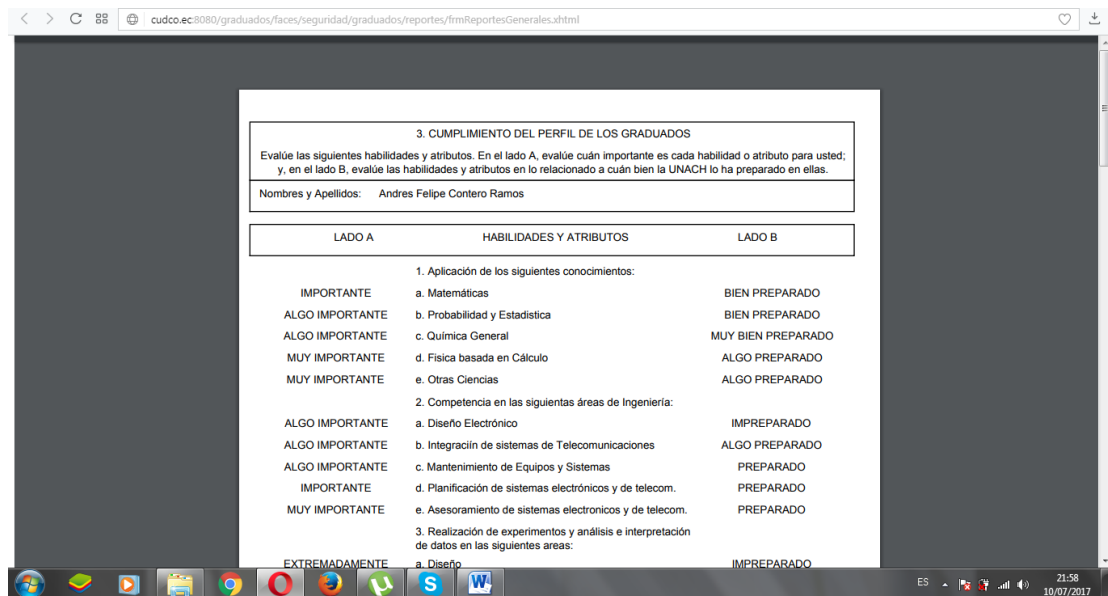 cudco.ec:8080/graduados/faces/seguridad/graduados/reportes/frmReportesGenerales.xhtml
3. CUMPLIMIENTO DEL PERFIL DE LOS GRADUADOS
Evalúe las siguientes habilidades y atributos. En el lado A, evalúe cuán importante es cada habilidad o atributo para usted;
y, en el lado B, evalúe las habilidades y atributos en lo relacionado a cuán bien la UNACH lo ha preparado en ellas.
Nombres y Apellidos: Andres Felipe Contero Ramos
LADO A HABILIDADES Y ATRIBUTOS LADO B
1. Aplicación de los siguientes conocimientos:
IMPORTANTE a. Matemáticas BIEN PREPARADO
ALGO IMPORTANTE b. Probabilidad y Estadistica BIEN PREPARADO
ALGO IMPORTANTE c. Química General MUY BIEN PREPARADO
MUY IMPORTANTE d. Fisica basada en Cálculo ALGO PREPARADO
MUY IMPORTANTE e. Otras Ciencias ALGO PREPARADO
2. Competencia en las siguientas áreas de Ingeniería:
ALGO IMPORTANTE a. Diseño Electrónico IMPREPARADO
ALGO IMPORTANTE b. Integraciín de sistemas de Telecomunicaciones ALGO PREPARADO
ALGO IMPORTANTE c. Mantenimiento de Equipos y Sistemas PREPARADO
IMPORTANTE d. Planificación de sistemas electrónicos y de telecom. PREPARADO
MUY IMPORTANTE e. Asesoramiento de sistemas electronicos y de telecom. PREPARADO
3. Realización de experimentos y análisis e interpretación
de datos en las siguientes areas:
EXTREMADAMENTE a. Diseño IMPREPARADO
ES 21:58
10/07/2017